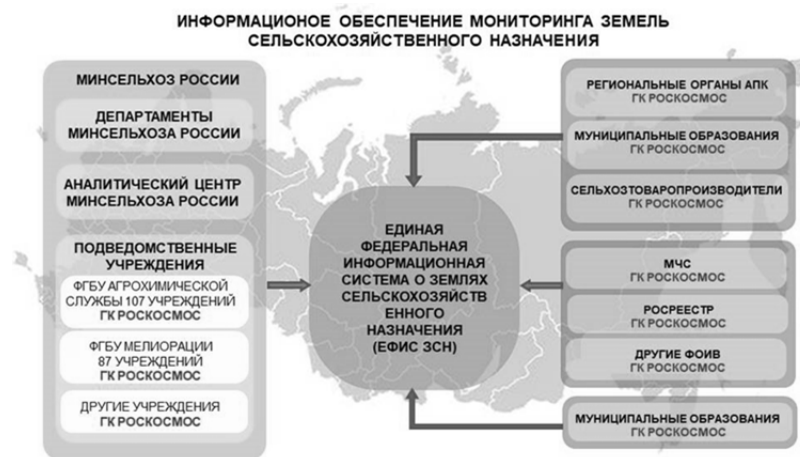 ИНФОРМАЦИОНОЕ ОБЕСПЕЧЕНИЕ МОНИТОРИНГА ЗЕМЕЛЬ
СЕЛЬСКОХОЗЯЙСТВЕННОГО НАЗНАЧЕНИЯ
МИНСЕЛЬХОЗ РОССИИ
ДЕПАРТАМЕНТЫ
МИНСЕЛЬХОЗА РОССИИ
АНАЛИТИЧЕСКИЙ ЦЕНТР
МИНСЕЛЬХОЗА РОССИИ
ПОДВЕДОМСТВЕННЫЕ
УЧРЕЖДЕНИЯ
ФГБУ АГРОХИМИЧЕСКОЙ
СЛУЖБЫ 107 УЧРЕЖДЕНИЙ
ГК РОСКОСМОС
ФГБУ МЕЛИОРАЦИИ
87 УЧРЕЖДЕНИЙ
ГК РОСКОСМОС
ДРУГИЕ УЧРЕЖДЕНИЯ
ГК РОСКОСМОС
ЕДИНАЯ
ФЕДЕРАЛЬНАЯ
ИНФОРМАЦИОННАЯ
СИСТЕМА О ЗЕМЛЯХ
СЕЛЬСКОХОЗЯЙСТВ
ЕННОГО
НАЗНАЧЕНИЯ
(ЕФИС ЗСН)
РЕГИОНАЛЬНЫЕ ОРГАНЫ АПК
ГК РОСКОСМОС
МУНИЦИПАЛЬНЫЕ ОБРАЗОВАНИЯ
ГК РОСКОСМОС
СЕЛЬХОЗТОВАРОПРОИЗВОДИТЕЛИ
ГК РОСКОСМОС
МЧС
ГК РОСКОСМОС
РОСРЕЕСТР
ГК РОСКОСМОС
ДРУГИЕ ФОИВ
ГК РОСКОСМОС
МУНИЦИПАЛЬНЫЕ ОБРАЗОВАНИЯ
ГК РОСКОСМОС